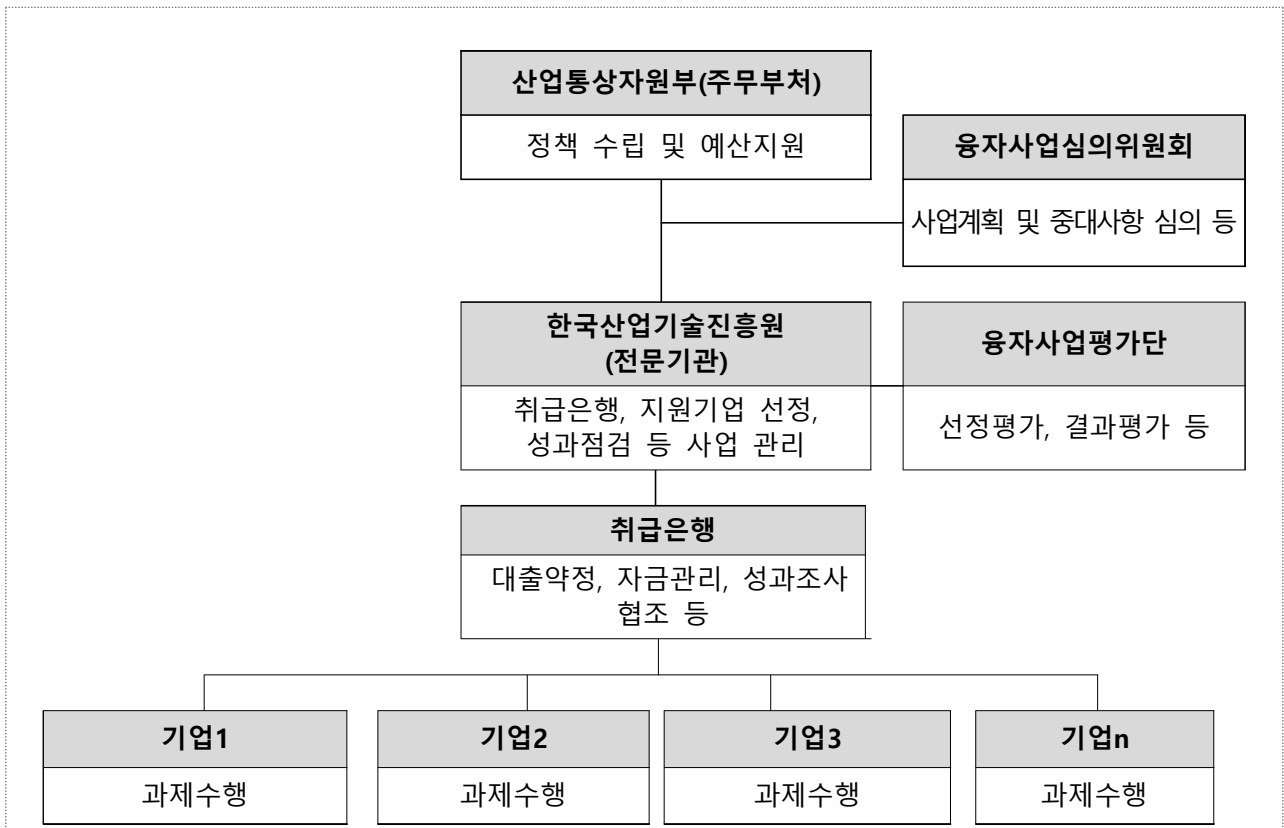 산업통상자원부(주무부처)
정책 수립 및 예산지원
융자사업심의위원회
사업계획 및 중대사항 심의 등
한국산업기술진흥원
(전문기관)
취급은행, 지원기업 선정,
성과점검 등 사업 관리
융자사업평가단
선정평가, 결과평가 등
취급은행
대출약정, 자금관리, 성과조사
협조 등
기업1
과제수행
기업2
과제수행
기업3
과제수행
기업n
과제수행